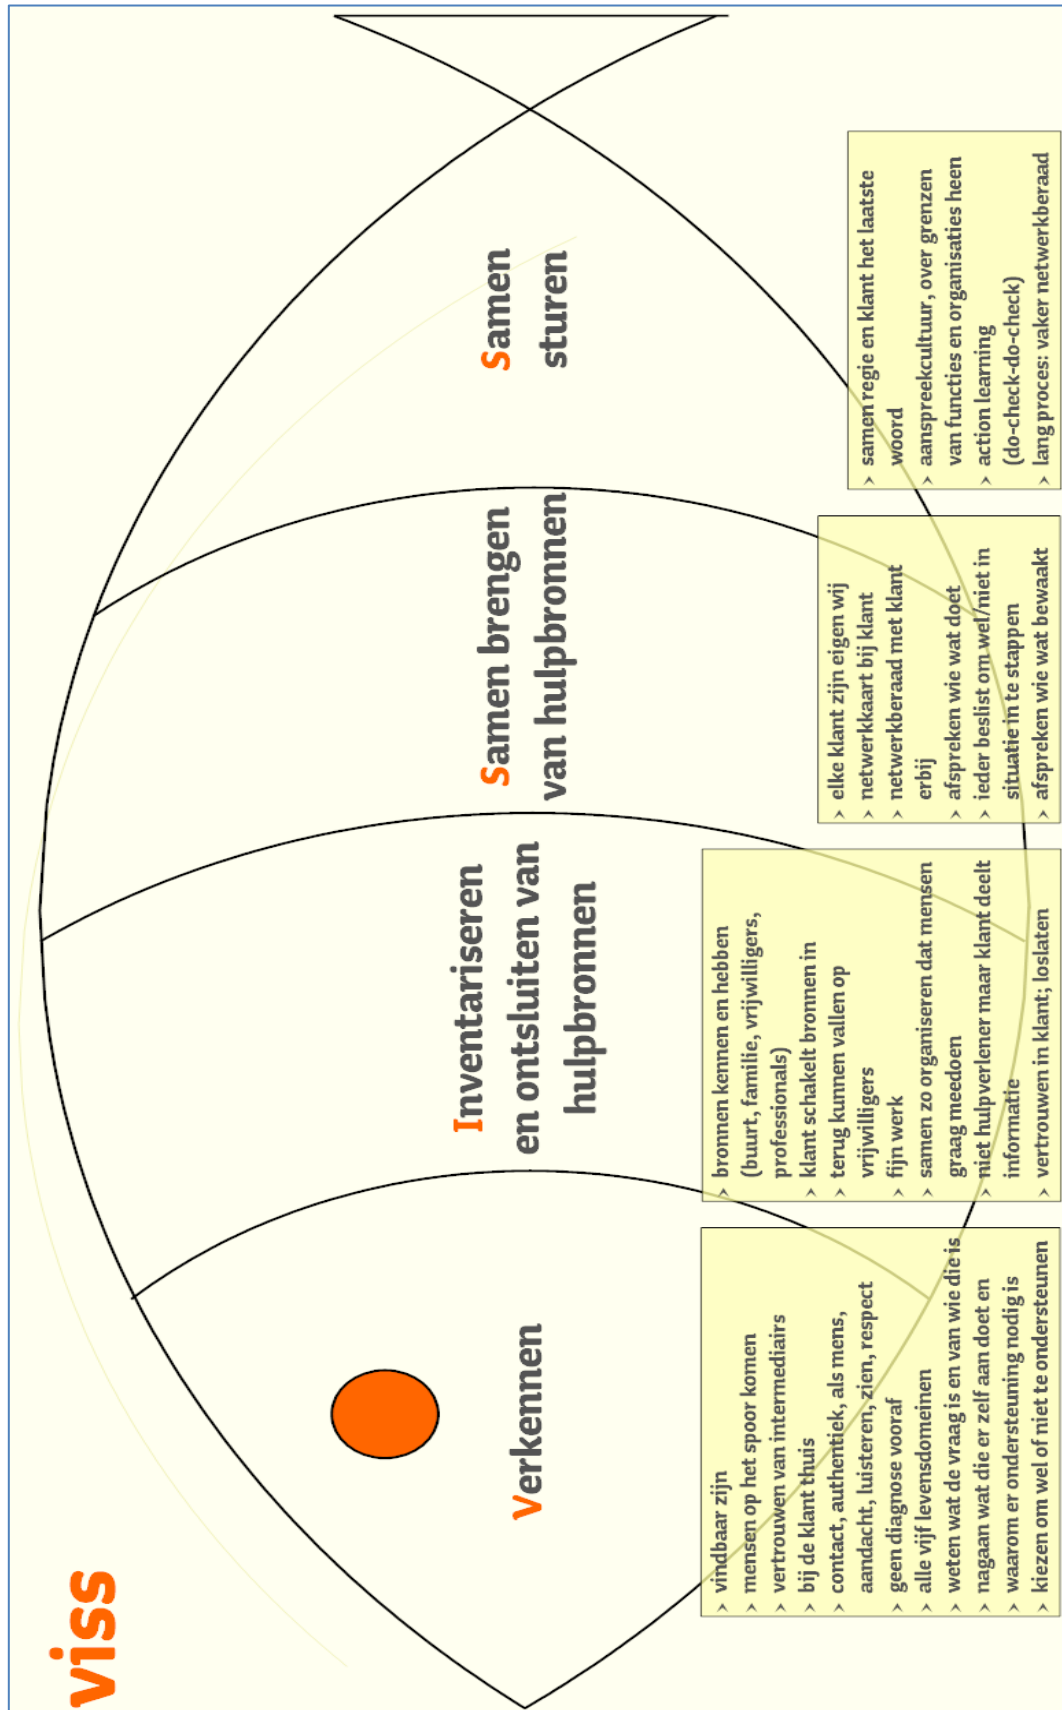 viss
Verkennen
Inventariseren
en ontsluiten van
hulpbronnen
Samen brengen
van hulpbronnen
Samen
sturen
> vindbaar zijn
> mensen op het spoor komen
> vertrouwen van intermediairs
> bij de klant thuis
> contact, authentiek, als mens,
aandacht, luisteren, zien, respect
> geen diagnose vooraf
> alle vijf levensdomeinen
> weten wat de vraag is en van wie die is
> nagaan wat die er zelf aan doet en
> waarom er ondersteuning nodig is
> kiezen om wel of niet te ondersteunen
> bronnen kennen en hebben
(buurt, familie, vrijwilligers,
professionals)
> klant schakelt bronnen in
> terug kunnen vallen op
vrijwilligers
> fijn werk
> samen zo organiseren dat mensen
graag meedoen
> niet hulpverlener maar klant deelt
informatie
> vertrouwen in klant; loslaten
> elke klant zijn eigen wij
> netwerkkaart bij klant
> netwerkberaad met klant
erbij
> afspreken wie wat doet
> ieder beslist om wel/niet in
situatie in te stappen
> afspreken wie wat bewaakt
> samen regie en klant het laatste
woord
> aanspreekcultuur, over grenzen
van functies en organisaties heen
> action learning
(do-check-do-check)
> lang proces: vaker netwerkberaad